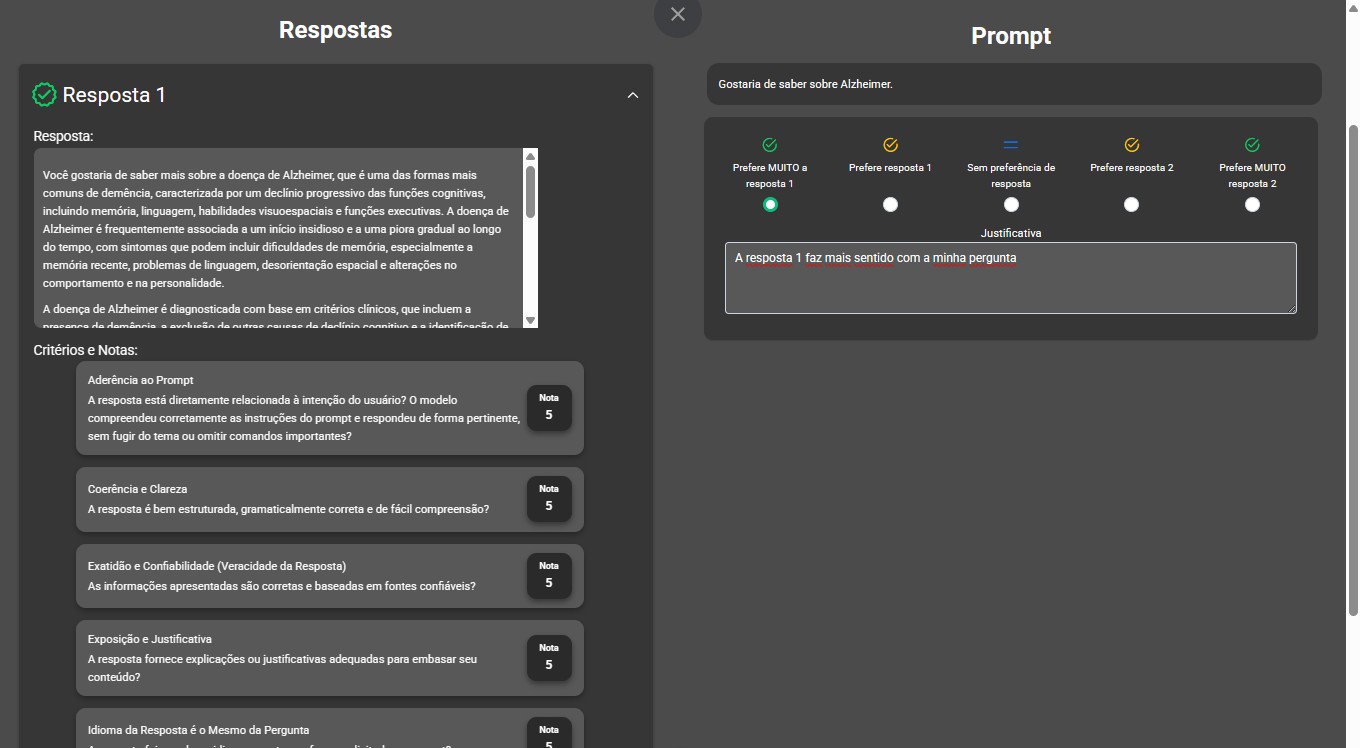 Respostas
Resposta 1
Resposta:
Você gostaria de saber mais sobre a doença de Alzheimer, que é uma das formas mais
comuns de demência, caracterizada por um declínio progressivo das funções cognitivas,
incluindo memória, linguagem, habilidades visuoespaciais e funções executivas. A doença de
Alzheimer é frequentemente associada a um início insidioso e a uma piora gradual ao longo
do tempo, com sintomas que podem incluir dificuldades de memória, especialmente a
memória recente, problemas de linguagem, desorientação espacial e alterações no
comportamento e na personalidade.
A doença de Alzheimer é diagnosticada com base em critérios clínicos, que incluem a
presença de demência, a exclusão de outras causas de declínio cognitivo e a identificação de
Critérios e Notas:
Aderência ao Prompt
A resposta está diretamente relacionada à intenção do usuário? O modelo
compreendeu corretamente as instruções do prompt e respondeu de forma pertinente,
sem fugir do tema ou omitir comandos importantes?
Nota
5
Coerência e Clareza
A resposta é bem estruturada, gramaticalmente correta e de fácil compreensão?
Nota
5
Exatidão e Confiabilidade (Veracidade da Resposta)
As informações apresentadas são corretas e baseadas em fontes confiáveis?
Nota
5
Exposição e Justificativa
A resposta fornece explicações ou justificativas adequadas para embasar seu
conteúdo?
Nota
5
Idioma da Resposta é o Mesmo da Pergunta
Nota
5
Prompt
Gostaria de saber sobre Alzheimer.
Prefere MUITO a
resposta 1
Prefere resposta 1
Sem preferência de
resposta
Prefere resposta 2
Prefere MUITO
resposta 2
Justificativa
A resposta 1 faz mais sentido com a minha pergunta